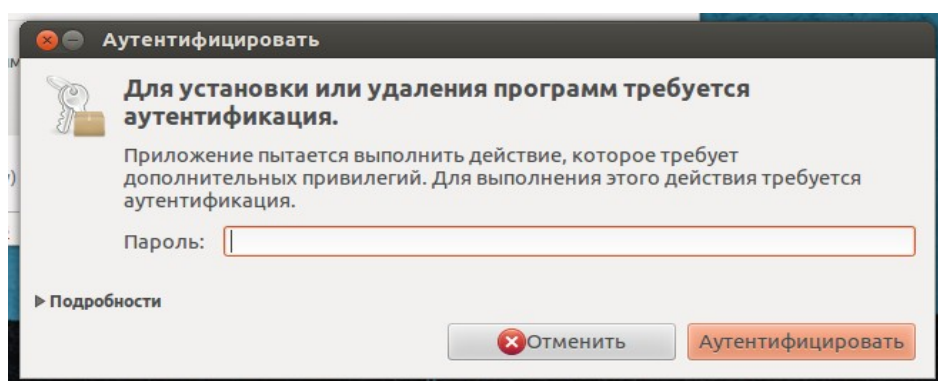 Аутентифицировать
Для установки или удаления программ требуется
аутентификация.
Приложение пытается выполнить действие, которое требует
дополнительных привилегий. Для выполнения этого действия требуется
аутентификация.
Пароль:
Подробности
Отменить
Аутентифицировать